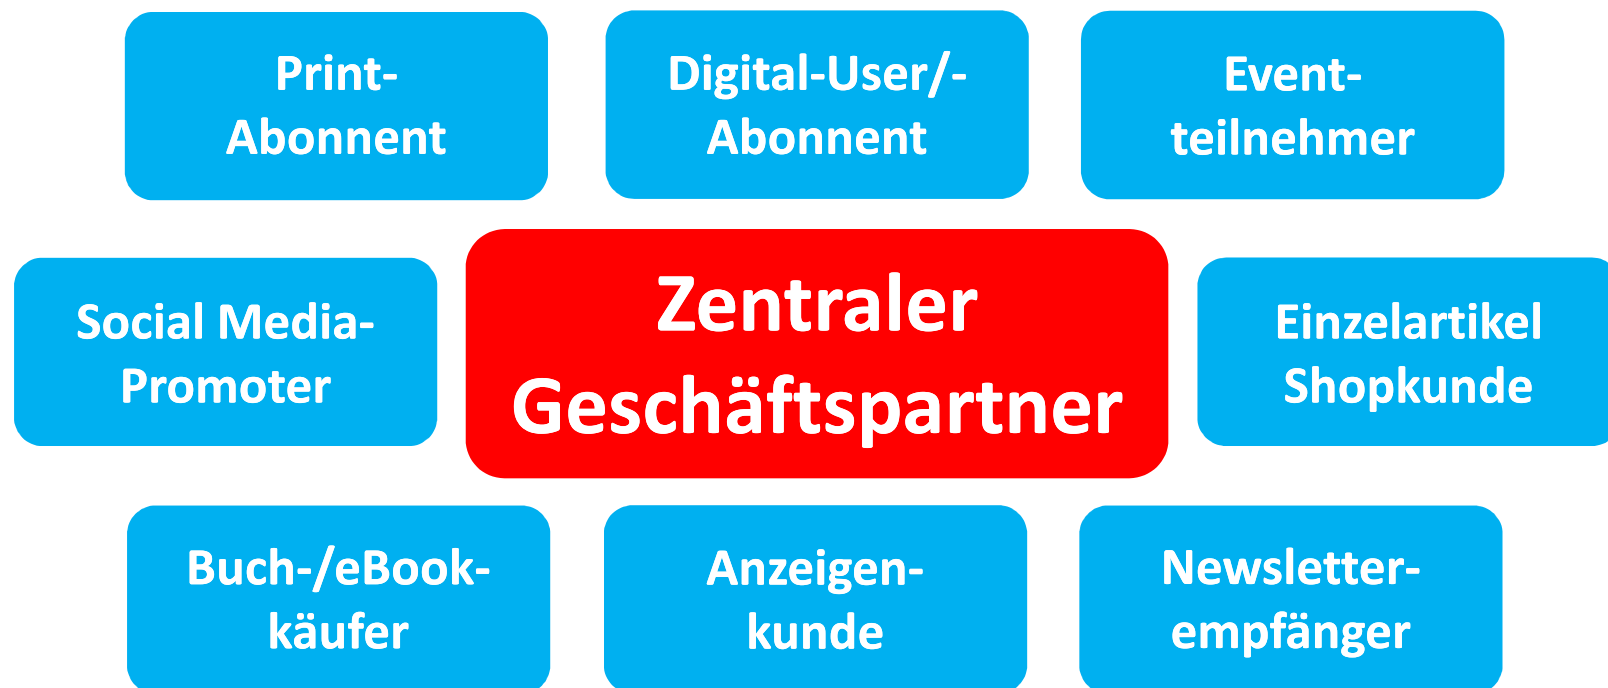 Print-
Abonnent
Digital-User/-
Abonnent
Event-
teilnehmer
Social Media-
Promoter
Zentraler
Geschäftspartner
Einzelartikel
Shopkunde
Buch-/eBook-
käufer
Anzeigen-
kunde
Newsletter-
empfänger